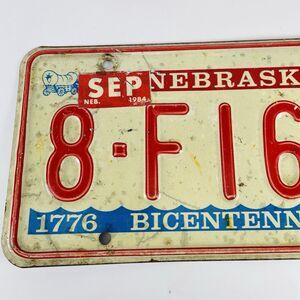 SEP NEBRASK
NEB. 1984
8·F16
1776 BICENTENN